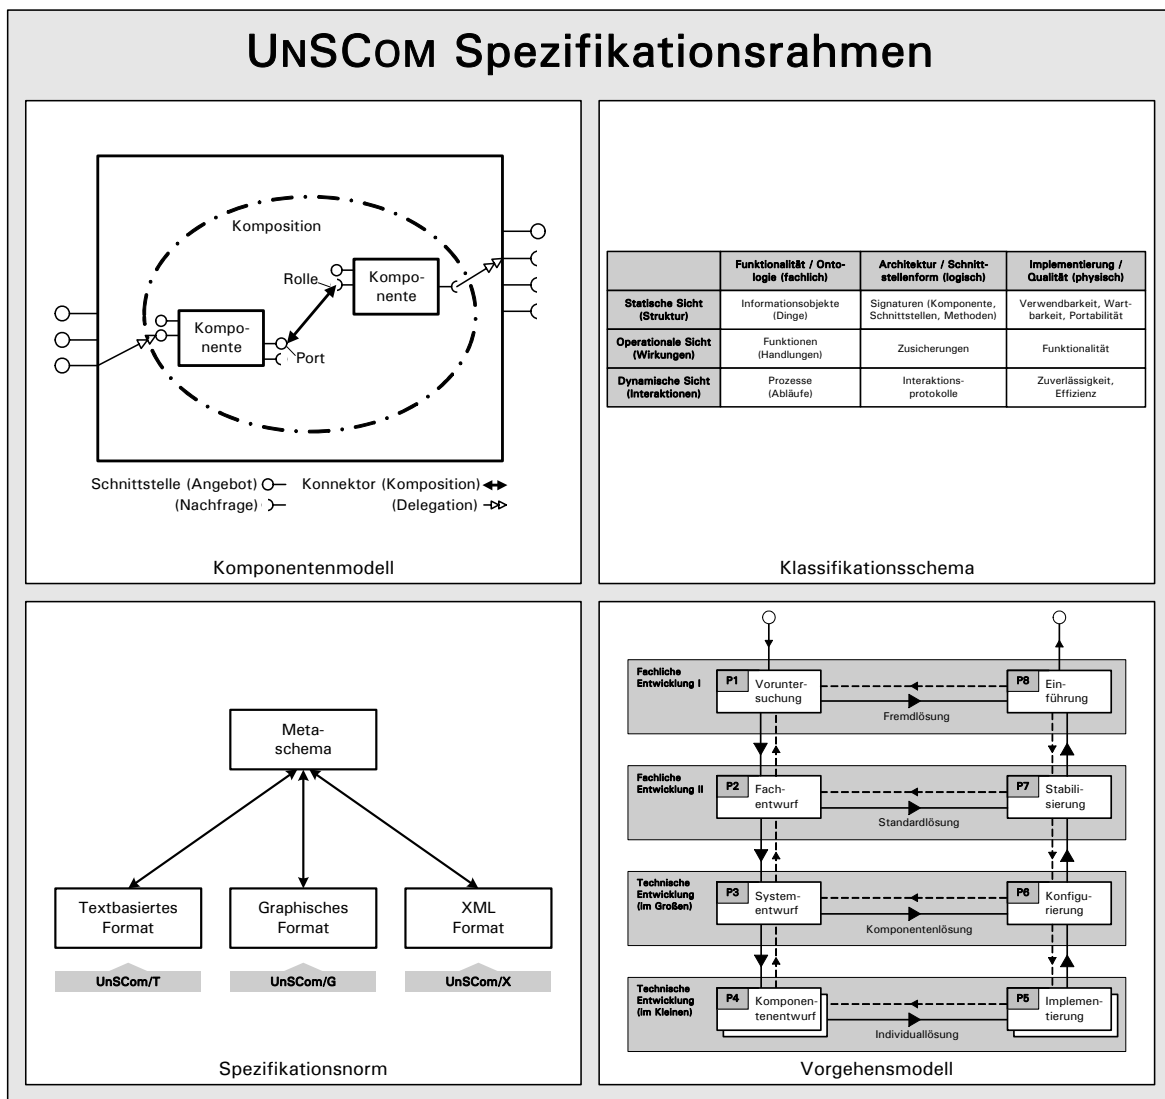 UNSCOM Spezifikationsrahmen
Komposition
Rolle
Kompo-
nente
Kompo-
nente
Port
Schnittstelle (Angebot)
Konnektor (Komposition)
(Nachfrage)
(Delegation)
Komponentenmodell
Funktionalität / Onto-
logie (fachlich)
Architektur / Schnitt-
stellenform (logisch)
Implementierung /
Qualität (physisch)
Statische Sicht
(Struktur)
Informationsobjekte
(Dinge)
Signaturen (Komponente,
Schnittstellen, Methoden)
Verwendbarkeit, Wart-
barkeit, Portabilität
Operationale Sicht
(Wirkungen)
Funktionen
(Handlungen)
Zusicherungen
Funktionalität
Dynamische Sicht
(Interaktionen)
Prozesse
(Abläufe)
Interaktions-
protokolle
Zuverlässigkeit,
Effizienz
Klassifikationsschema
Meta-
schema
Textbasiertes
Format
Graphisches
Format
XML
Format
UnSCom/T
UnSCom/G
UnSCom/X
Spezifikationsnorm
Fachliche
Entwicklung I
P1
Vorunter-
suchung
Fremdlösung
P8
Ein-
führung
Fachliche
Entwicklung II
P2
Fach-
entwurf
Standardlösung
P7
Stabili-
sierung
Technische
Entwicklung
(im Großen)
P3
System-
entwurf
Komponentenlösung
P6
Konfigu-
rierung
Technische
Entwicklung
(im Kleinen)
P4
Komponen-
tenentwurf
Individuallösung
P5
Implemen-
tierung
Vorgehensmodell